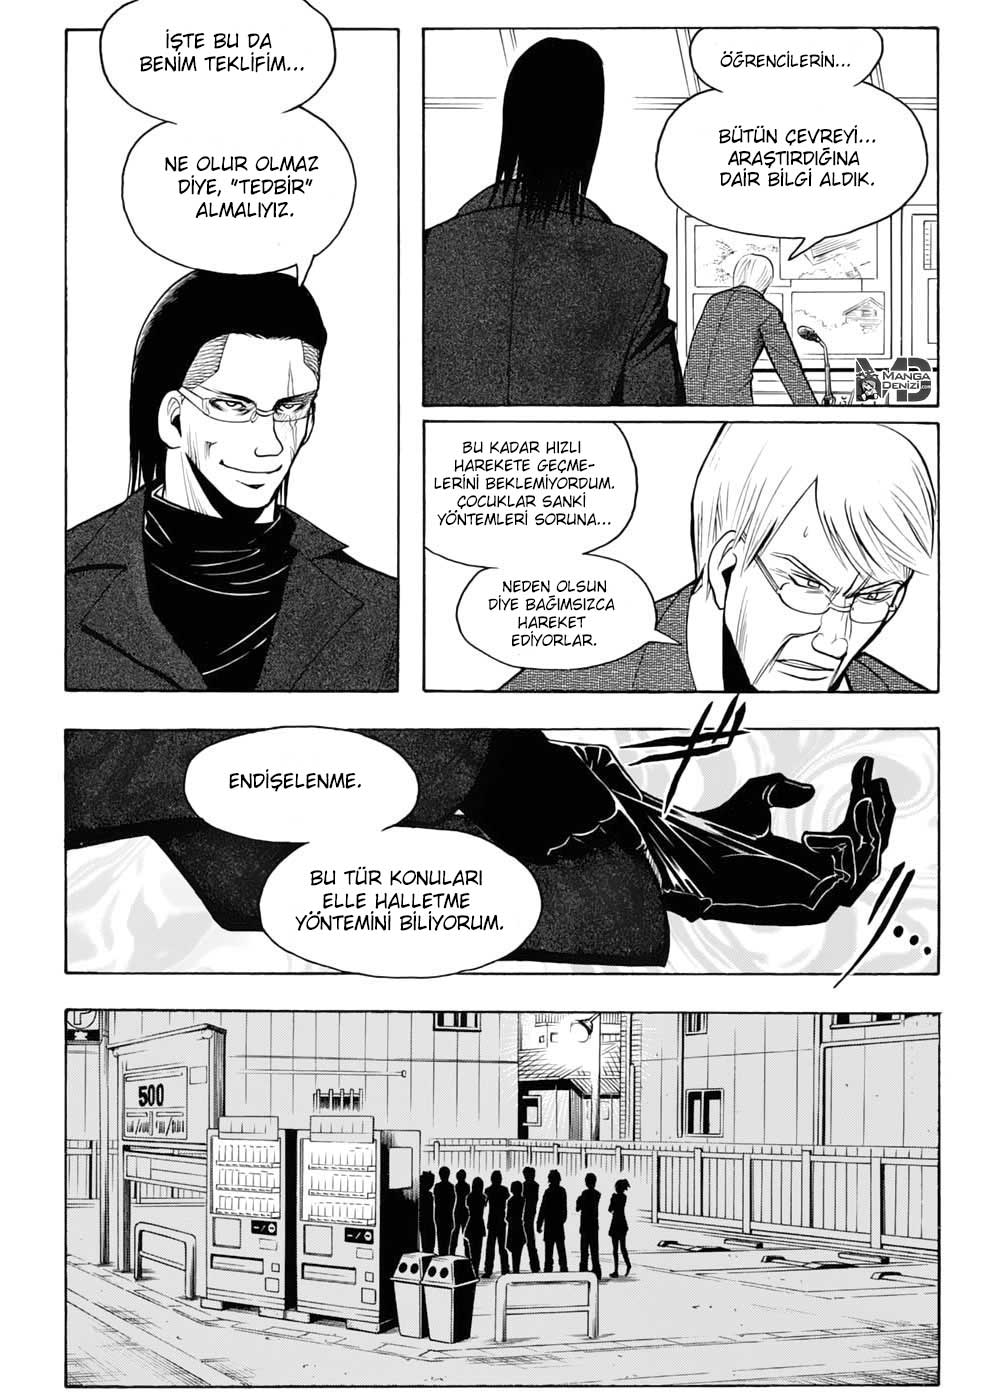 ÖĞRENCİLERİN...
BÜTÜN ÇEVREYİ...
ARAŞTIRDIĞINA
DAİR BİLGİ ALDIK.
MANGA
DENİZİ
İŞTE BU DA
BENİM TEKLİFİM...
NE OLUR OLMAZ
DİYE, "TEDBİR"
ALMALIYIZ.
BU KADAR HIZLI
HAREKETE GEÇME-
LERİNİ BEKLEMİYORDUM.
ÇOCUKLAR SANKİ
YÖNTEMLERİ SORUNA...
NEDEN OLSUN
DİYE BAĞIMSIZCA
HAREKET
EDİYORLAR.
ENDİŞELENME.
BU TÜR KONULARI
ELLE HALLETME
YÖNTEMİNİ BİLİYORUM.
P
500